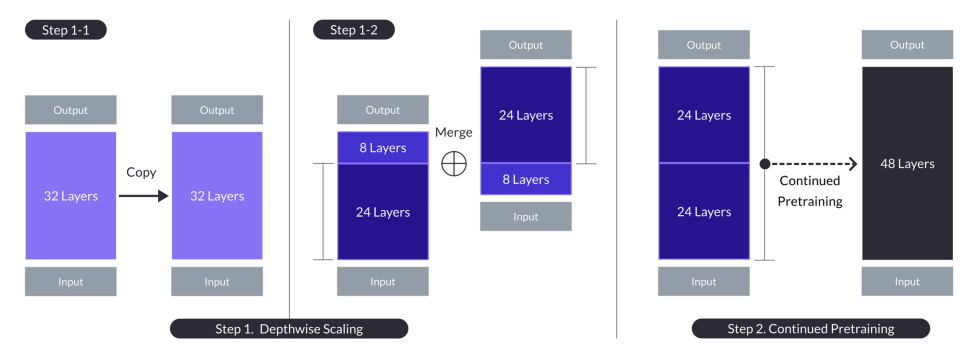 Step 1-1
Output
32 Layers
Input
Copy
Output
32 Layers
Input
Step 1-2
Output
8 Layers
24 Layers
Input
Merge
Output
24 Layers
8 Layers
Input
Step 1. Depthwise Scaling
Output
24 Layers
24 Layers
Input
Continued
Pretraining
Output
48 Layers
Input
Step 2. Continued Pretraining